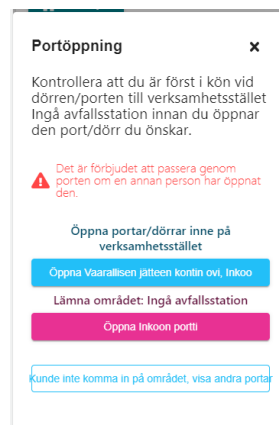 Portöppning
Kontrollera att du är först i kön vid
dörren/porten till verksamhetsstället
Ingå avfallsstation innan du öppnar
den port/dörr du önskar.
Det är förbjudet att passera genom
porten om en annan person har öppnat
den.
Öppna portar/dörrar inne på
verksamhetsstället
Öppna Vaarallisen jätteen kontin ovi, Inkoo
Lämna området: Ingå avfallsstation
Öppna Inkoon portti
Kunde inte komma in på området, visa andra portar